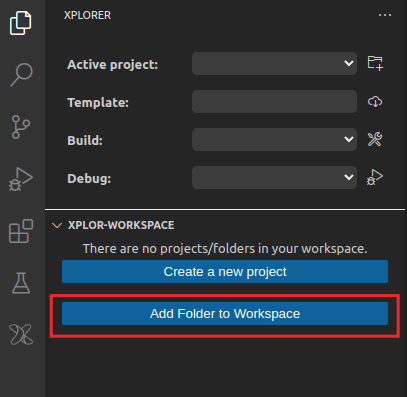 XPLORER
Active project:
Template:
Build:
Debug:
XPLOR-WORKSPACE
There are no projects/folders in your workspace.
Create a new project
Add Folder to Workspace